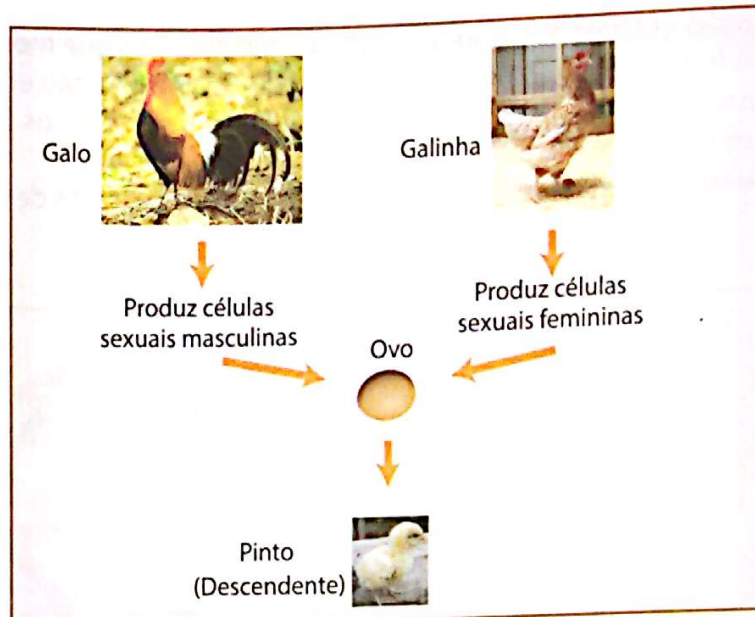 Galo
Galinha
Produz células
sexuais masculinas
Produz células
sexuais femininas
Ovo
Pinto
(Descendente)